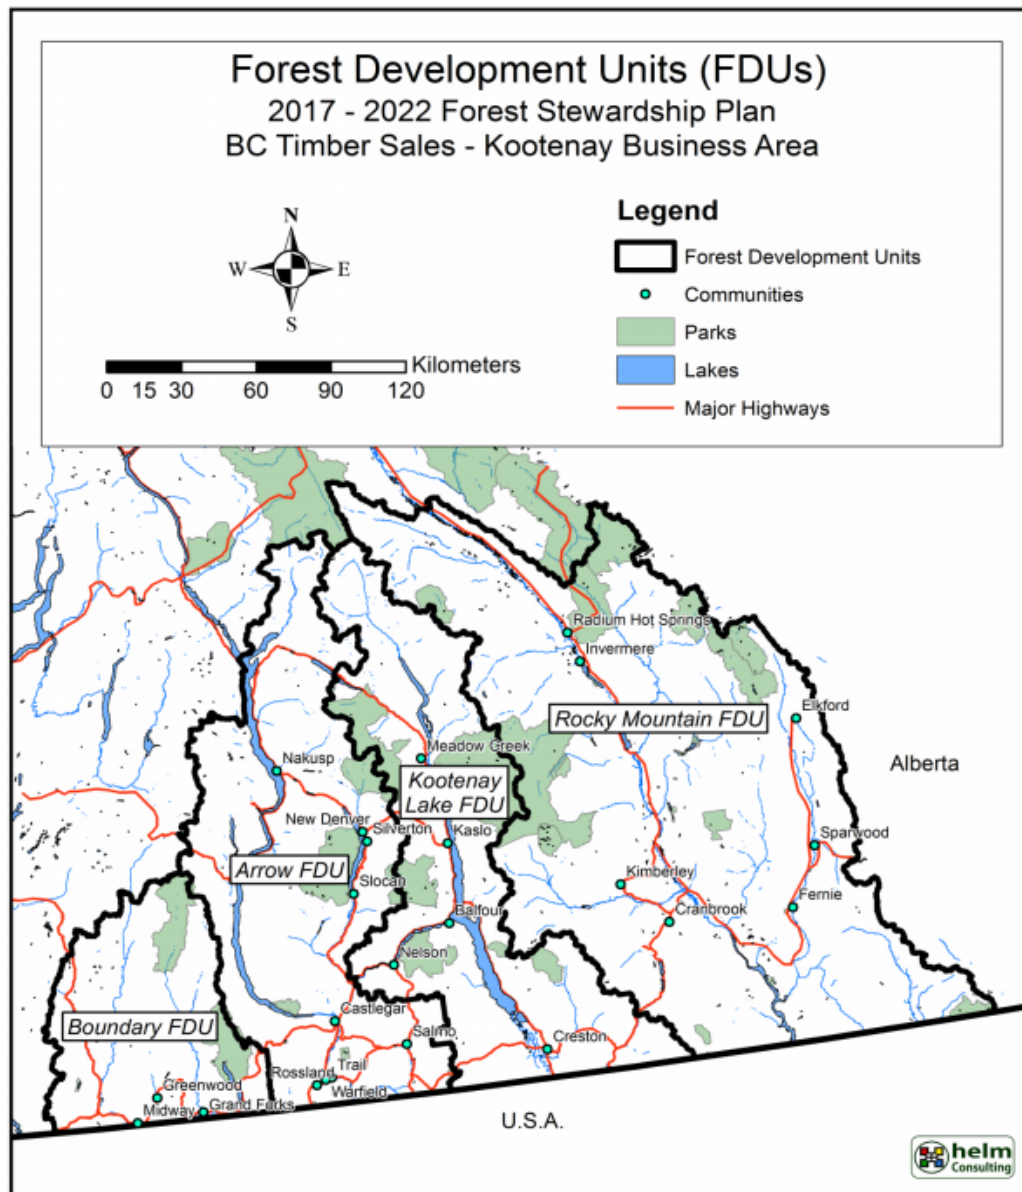 Forest Development Units (FDUs)
2017 - 2022 Forest Stewardship Plan
BC Timber Sales - Kootenay Business Area
N
W
E
S
Kilometers
0 15 30 60 90 120
Legend
Forest Development Units
Communities
Parks
Lakes
Major Highways
Radium Hot Springs
Invermere
Rocky Mountain FDU
Elkford
Alberta
Nakusp
Meadow Creek
Kootenay
Lake FDU
New Denver
Silverton
Kaslo
Sparwood
Arrow FDU
Slocan
Kimberley
Balfour
Cranbrook
Fernie
Nelson
Castlegar
Boundary FDU
Salmo
Creston
Rossland
Trail
Warfield
Greenwood
Midway
Grand Forks
U.S.A.
helm
Consulting